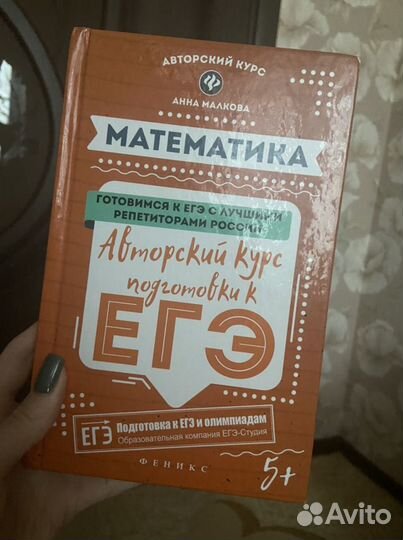 АВТОРСКИЙ КУРС
АННА МАЛКОВА
МАТЕМАТИКА
ГОТОВИМСЯ К ЕГЭ С ЛУЧШИМИ
РЕПЕТИТОРАМИ РОССИИ
Авторский курс
подготовки к
ЕГЭ
ЕГЭ
Подготовка к ЕГЭ и олимпиадам
Образовательная компания ЕГЭ-Студия
ФЕНИКС
5+
Avito